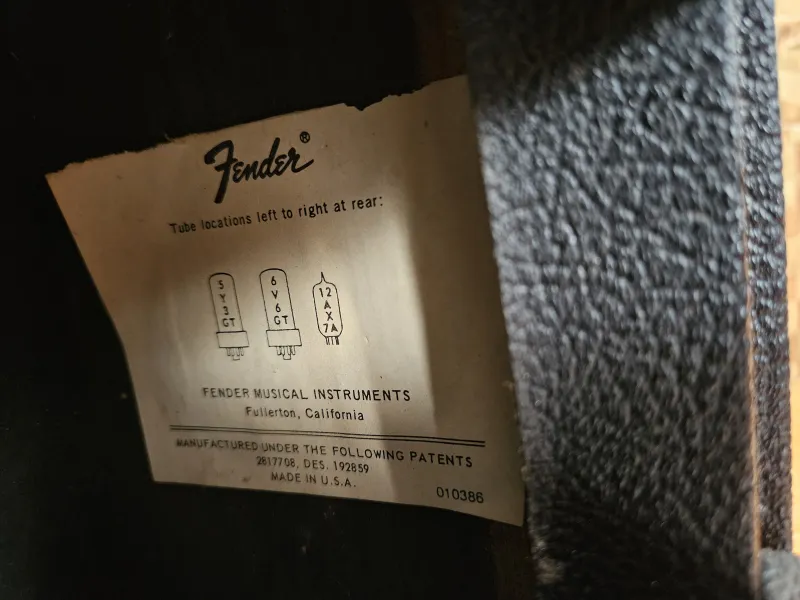 Fender®
Tube locations left to right at rear:
5Y3GT 6V6GT 12AX7A
FENDER MUSICAL INSTRUMENTS
Fullerton, California
MANUFACTURED UNDER THE FOLLOWING PATENTS
2817708, DES. 192859
MADE IN U.S.A.
010386